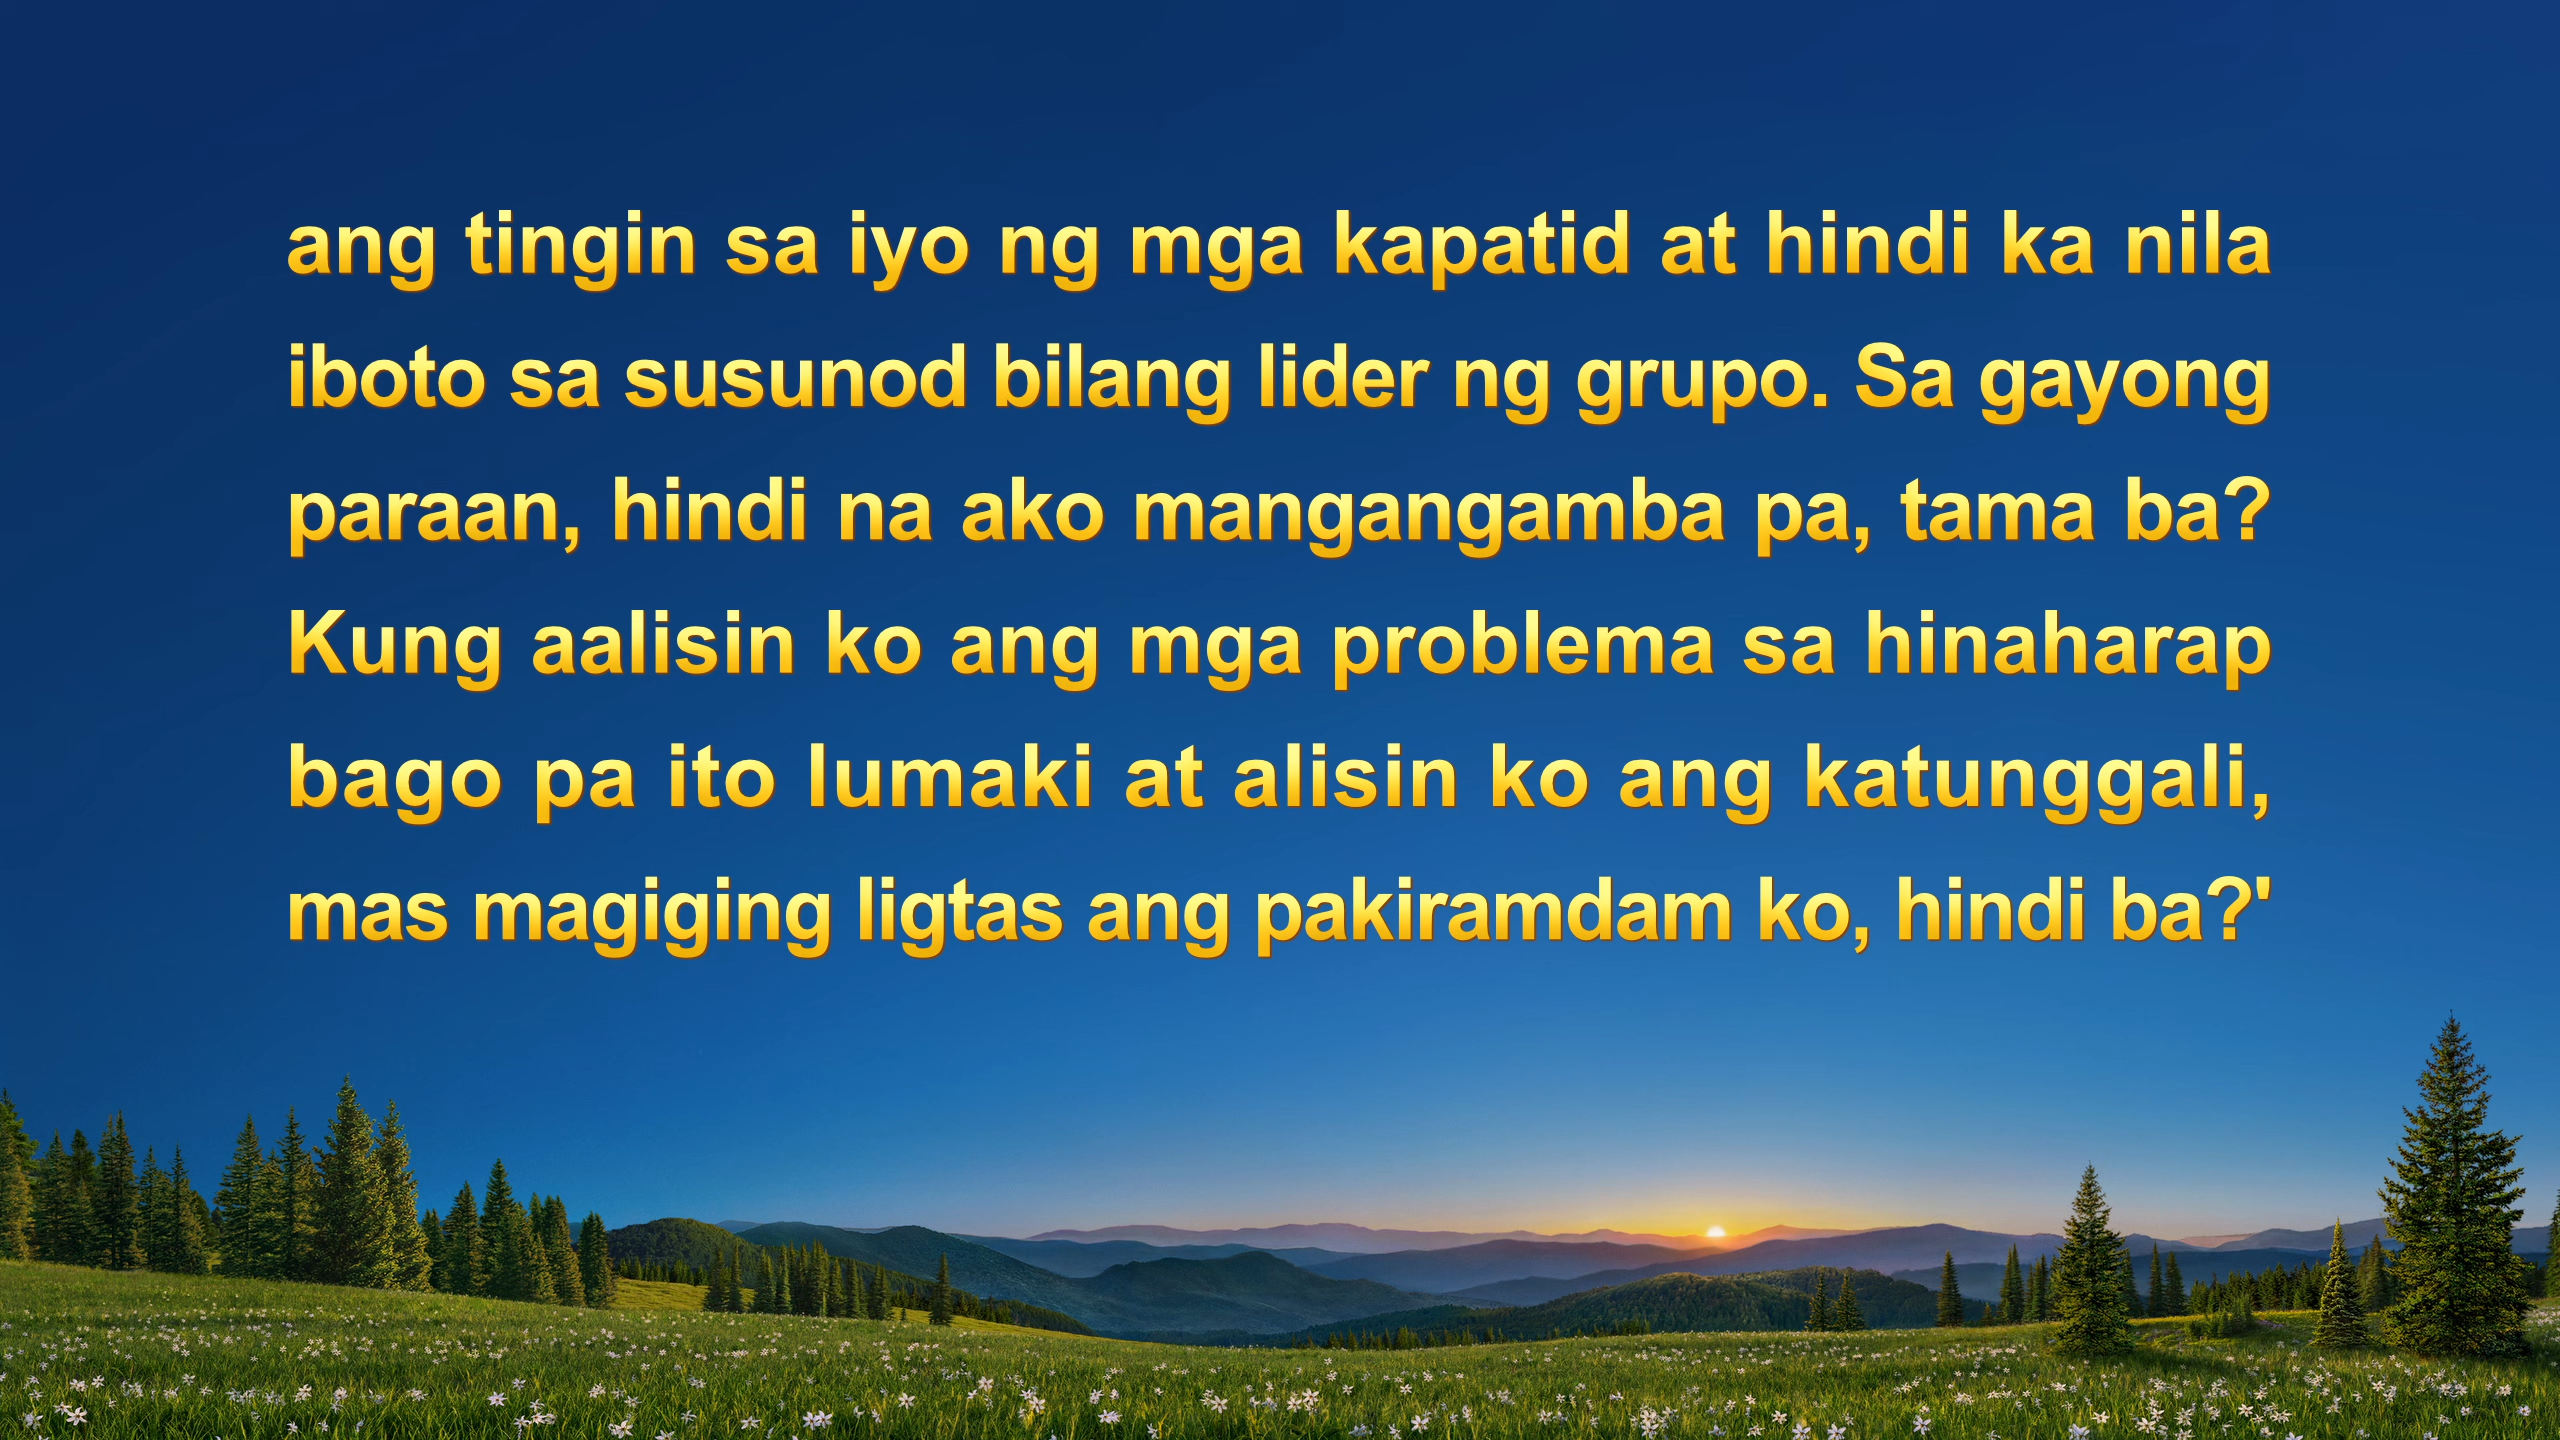 ang tingin sa iyo ng mga kapatid at hindi ka nila
iboto sa susunod bilang lider ng grupo. Sa gayong
paraan, hindi na ako mangangamba pa, tama ba?
Kung aalisin ko ang mga problema sa hinaharap
bago pa ito lumaki at alisin ko ang katunggali,
mas magiging ligtas ang pakiramdam ko, hindi ba?'